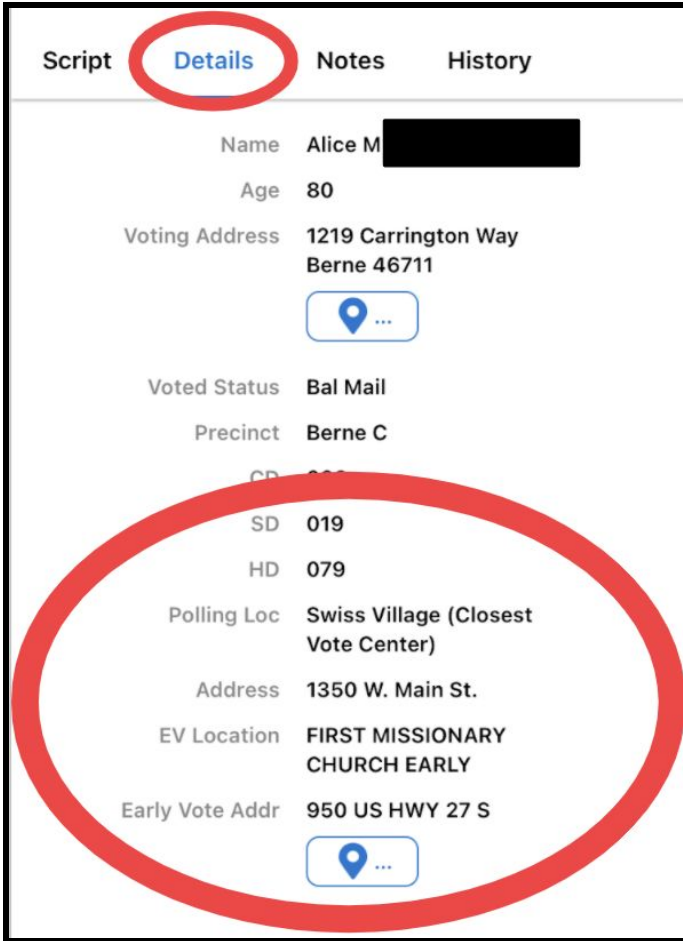 Script Details Notes History
Name Alice M
Age 80
Voting Address 1219 Carrington Way
Berne 46711
...
Voted Status Bal Mail
Precinct Berne C
CD
SD 019
HD 079
Polling Loc Swiss Village (Closest
Vote Center)
Address 1350 W. Main St.
EV Location FIRST MISSIONARY
CHURCH EARLY
Early Vote Addr 950 US HWY 27 S
...